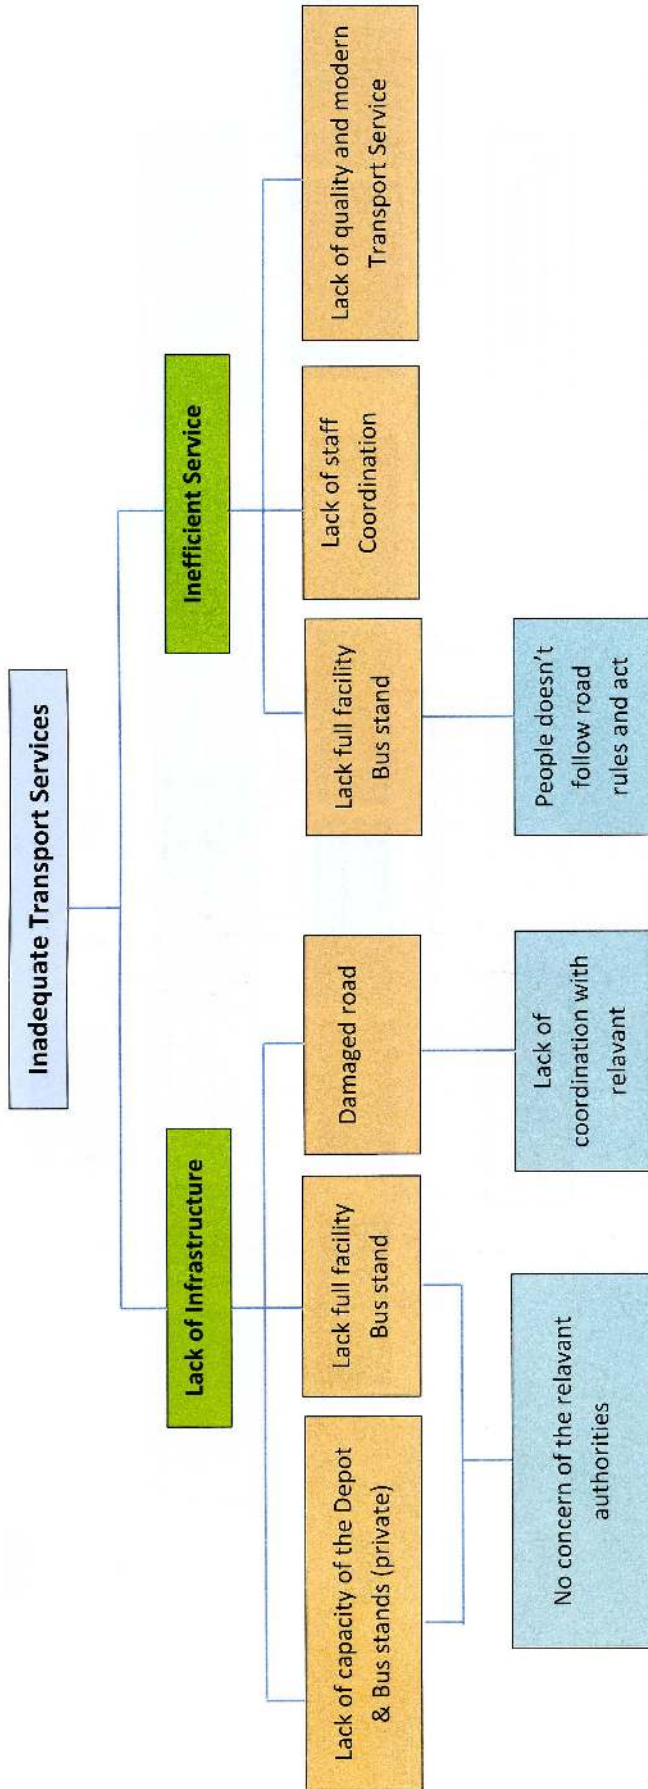 Inadequate Transport Services
Lack of Infrastructure
Inefficient Service
Lack of capacity of the Depot
& Bus stands (private)
Lack full facility
Bus stand
Damaged road
Lack full facility
Bus stand
Lack of staff
Coordination
Lack of quality and modern
Transport Service
No concern of the relavant
authorities
Lack of
coordination with
relavant
People doesn't
follow road
rules and act